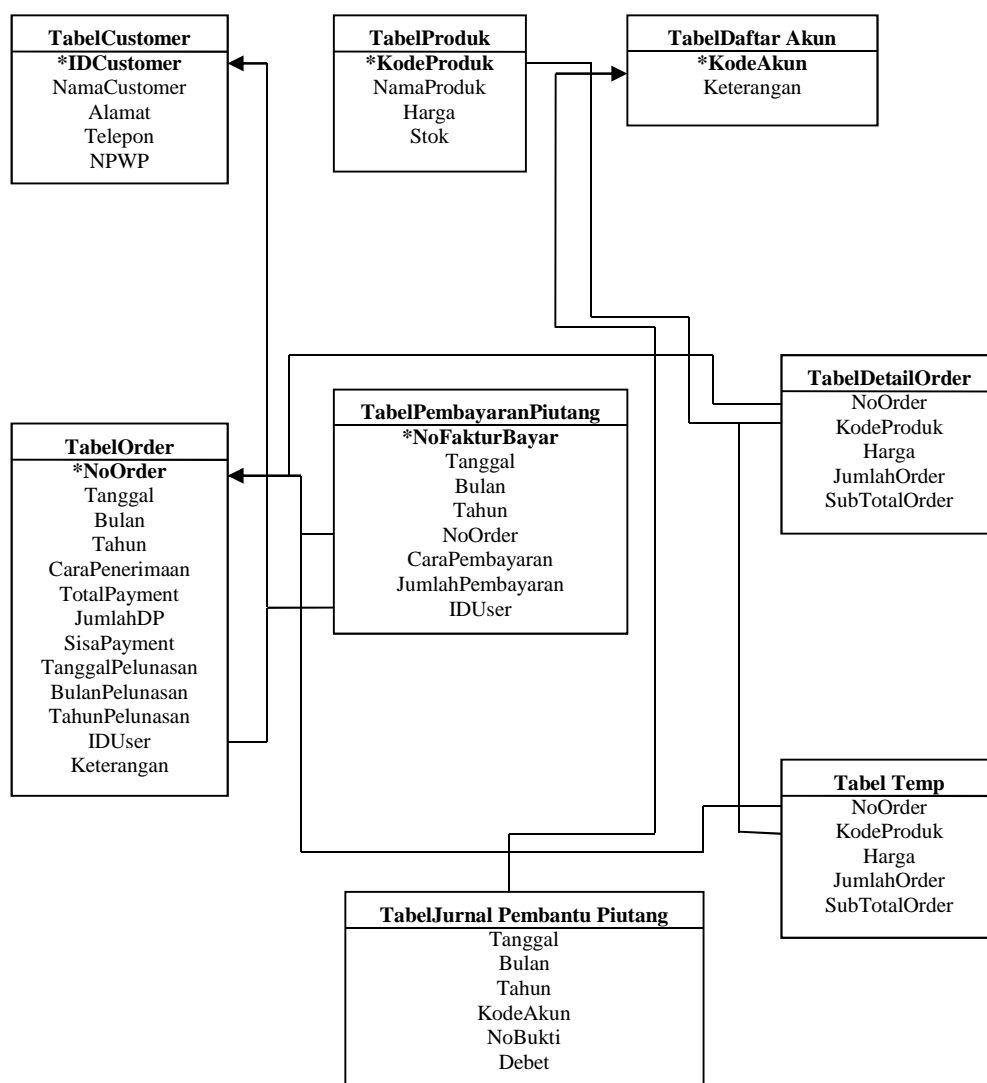 TabelCustomer
*IDCustomer
NamaCustomer
Alamat
Telepon
NPWP
TabelProduk
*KodeProduk
NamaProduk
Harga
Stok
TabelDaftar Akun
*KodeAkun
Keterangan
TabelOrder
*NoOrder
Tanggal
Bulan
Tahun
CaraPenerimaan
TotalPayment
JumlahDP
SisaPayment
TanggalPelunasan
BulanPelunasan
TahunPelunasan
IDUser
Keterangan
TabelPembayaranPiutang
*NoFakturBayar
Tanggal
Bulan
Tahun
NoOrder
CaraPembayaran
JumlahPembayaran
IDUser
TabelDetailOrder
NoOrder
KodeProduk
Harga
JumlahOrder
SubTotalOrder
Tabel Temp
NoOrder
KodeProduk
Harga
JumlahOrder
SubTotalOrder
TabelJurnal Pembantu Piutang
Tanggal
Bulan
Tahun
KodeAkun
NoBukti
Debet